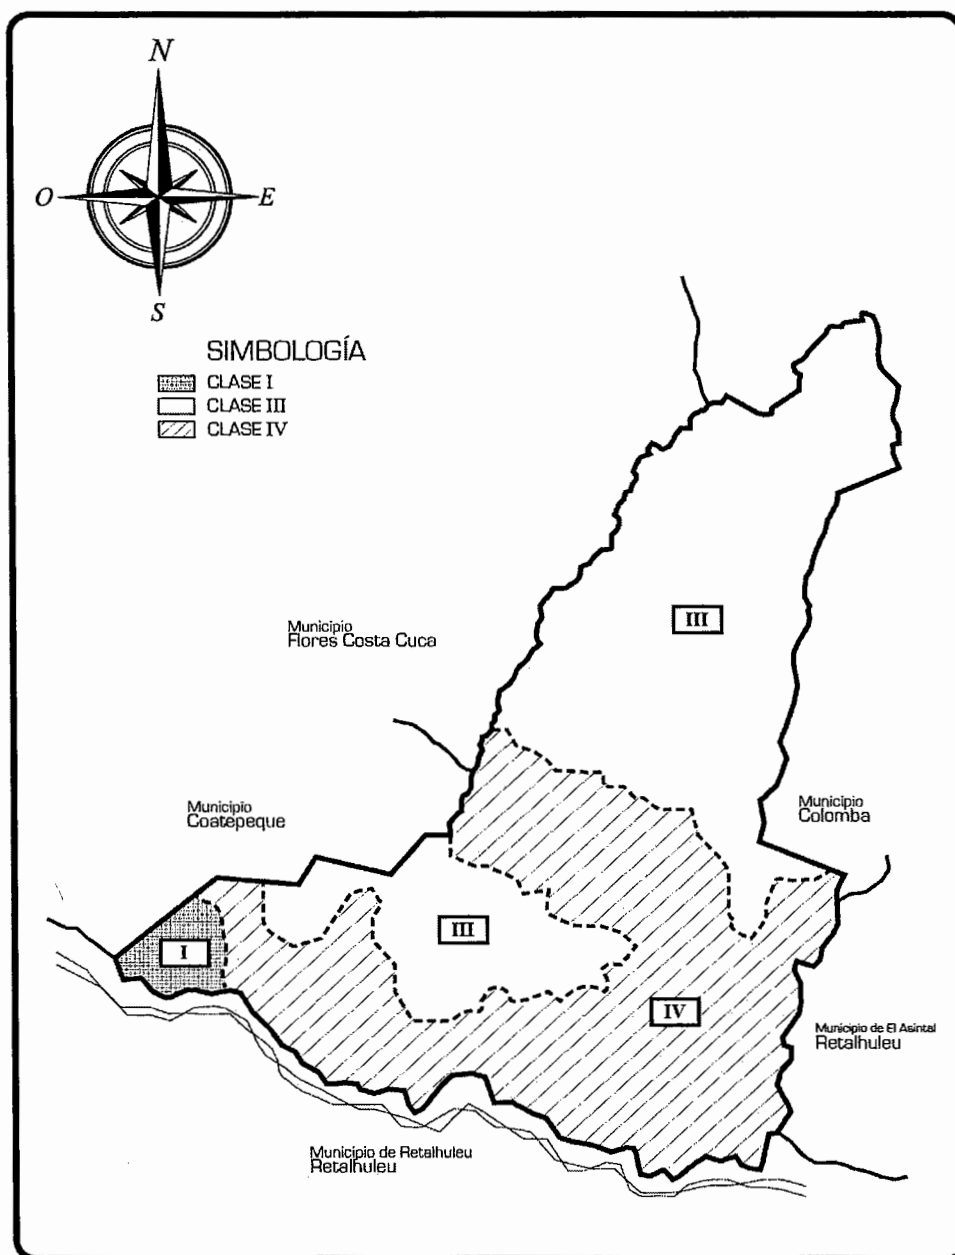 N
O
E
S
SIMBOLOGÍA
CLASE I
CLASE III
CLASE IV
III
Municipio
Flores Costa Cuca
Municipio
Coatepeque
Municipio
Colomba
III
I
IV
Municipio de El Asintal
Retalhuleu
Municipio de Retalhuleu
Retalhuleu